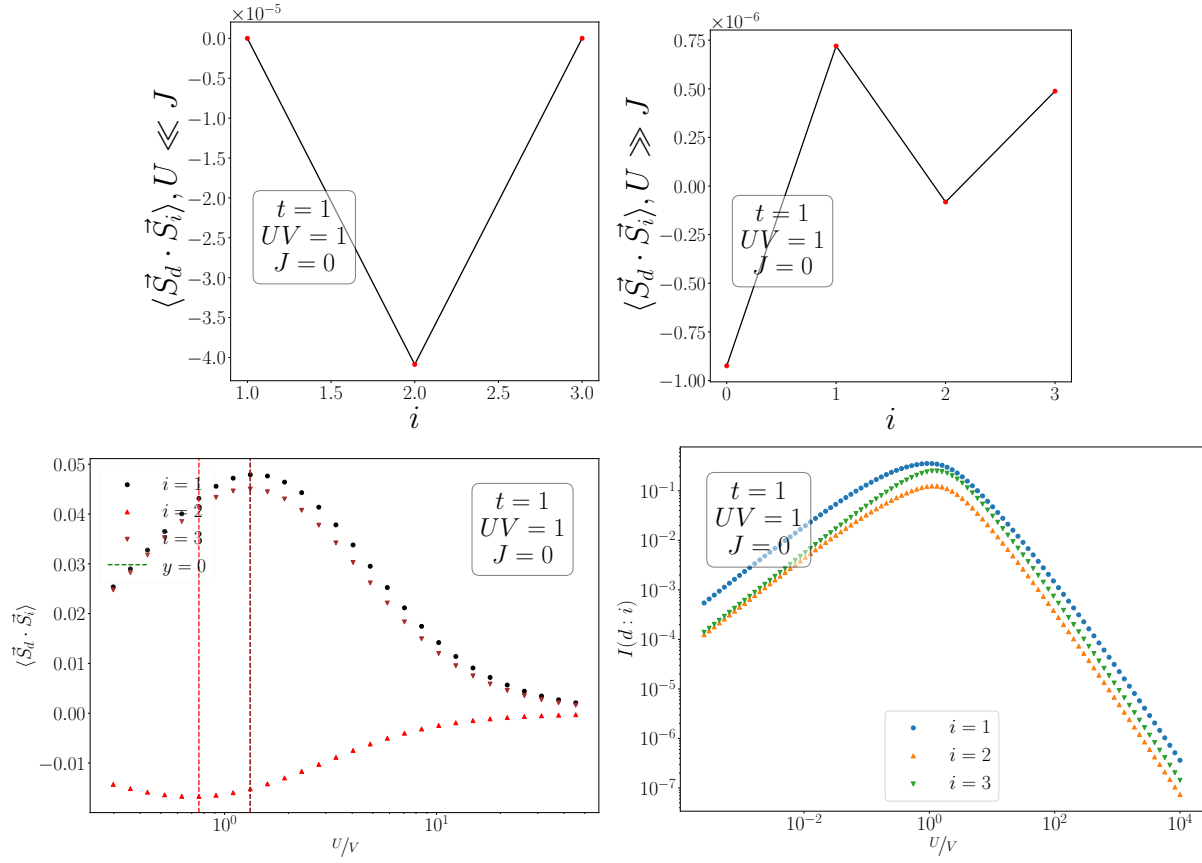 ×10⁻⁵
0.0
−0.5
−1.0
−1.5
−2.0
−2.5
−3.0
−3.5
−4.0
1.0
1.5
2.0
2.5
3.0
i
⟨S⃗_d · S⃗_i⟩, U ≪ J
t = 1
UV = 1
J = 0
×10⁻⁶
0.75
0.50
0.25
0.00
−0.25
−0.50
−0.75
−1.00
0
1
2
3
i
⟨S⃗_d · S⃗_i⟩, U ≫ J
t = 1
UV = 1
J = 0
0.05
0.04
0.03
0.02
0.01
0.00
−0.01
10⁰
10¹
U/V
⟨S⃗_d · S⃗_i⟩
i = 1
i = 2
i = 3
y = 0
t = 1
UV = 1
J = 0
10⁻¹
10⁻²
10⁻³
10⁻⁴
10⁻⁵
10⁻⁶
10⁻⁷
10⁻²
10⁰
10²
10⁴
U/V
I(d : i)
t = 1
UV = 1
J = 0
i = 1
i = 2
i = 3